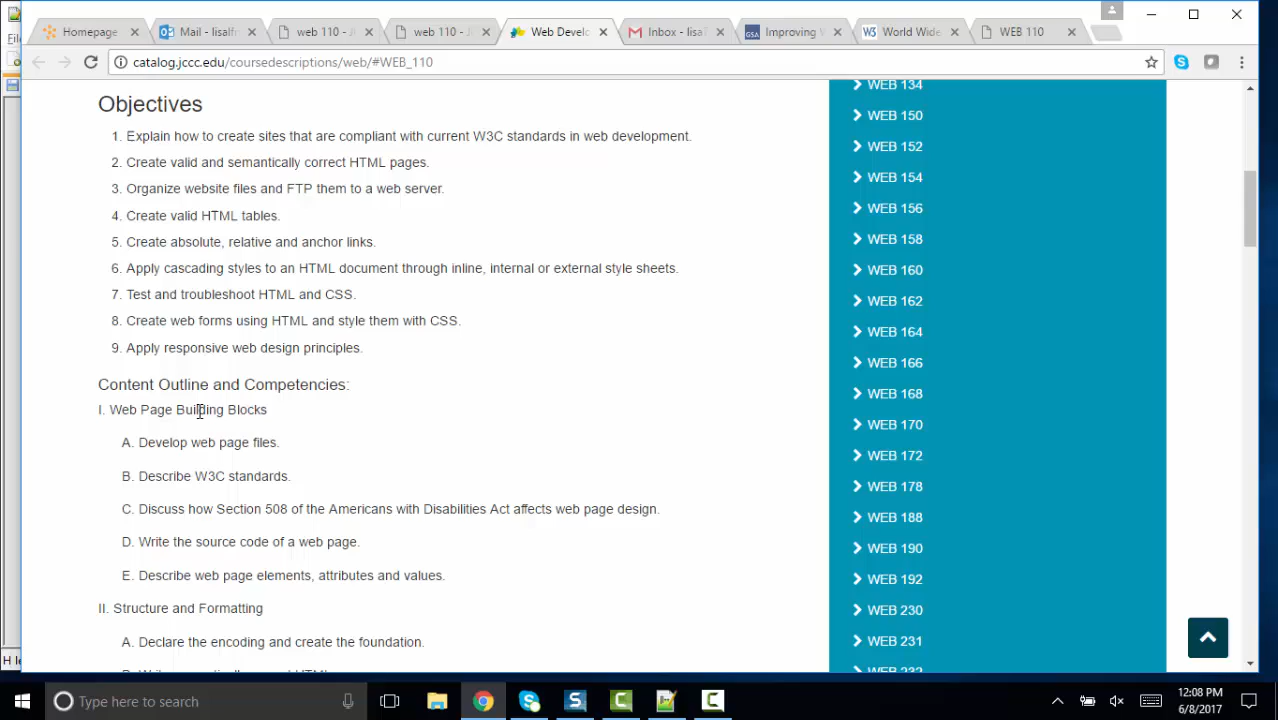 Homepage
Mail - lisalfr
web 110 - J
web 110 - J
Web Develo
Inbox - lisa7
Improving
World Wide
WEB 110
catalog.jccc.edu/coursedescriptions/web/#WEB_110
Objectives
1. Explain how to create sites that are compliant with current W3C standards in web development.
2. Create valid and semantically correct HTML pages.
3. Organize website files and FTP them to a web server.
4. Create valid HTML tables.
5. Create absolute, relative and anchor links.
6. Apply cascading styles to an HTML document through inline, internal or external style sheets.
7. Test and troubleshoot HTML and CSS.
8. Create web forms using HTML and style them with CSS.
9. Apply responsive web design principles.
Content Outline and Competencies:
I. Web Page Building Blocks
A. Develop web page files.
B. Describe W3C standards.
C. Discuss how Section 508 of the Americans with Disabilities Act affects web page design.
D. Write the source code of a web page.
E. Describe web page elements, attributes and values.
II. Structure and Formatting
A. Declare the encoding and create the foundation.
WEB 134
WEB 150
WEB 152
WEB 154
WEB 156
WEB 158
WEB 160
WEB 162
WEB 164
WEB 166
WEB 168
WEB 170
WEB 172
WEB 178
WEB 188
WEB 190
WEB 192
WEB 230
WEB 231
WEB 232
Type here to search
12:08 PM
6/8/2017